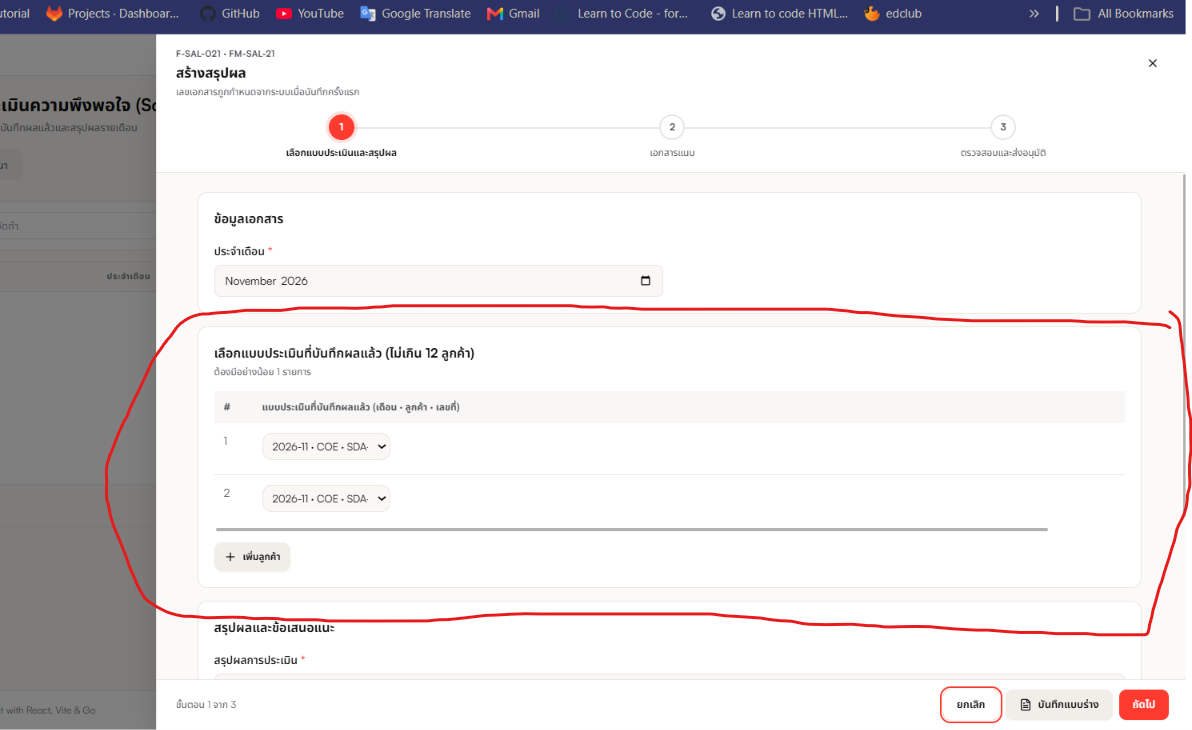 utorial Projects · Dashboar... GitHub YouTube Google Translate Gmail Learn to Code - for... Learn to code HTML... edclub » All Bookmarks
F-SAL-021 • FM-SAL-21
สร้างสรุปผล
เลขเอกสารถูกกำหนดจากระบบเมื่อบันทึกครั้งแรก
เมินความพึงพอใจ (Sa
บันทึกผลแล้วและสรุปผลรายเดือน
1 2 3
เลือกแบบประเมินและสรุปผล เอกสารแนบ ตรวจสอบและส่งอนุมัติ
ข้อมูลเอกสาร
ประจำเดือน *
ประจำเดือน
November 2026
เลือกแบบประเมินที่บันทึกผลแล้ว (ไม่เกิน 12 ลูกค้า)
ต้องมีอย่างน้อย 1 รายการ
# แบบประเมินที่บันทึกผลแล้ว (เดือน • ลูกค้า • เลขที่)
1 2026-11 • COE • SDA-
2 2026-11 • COE • SDA-
+ เพิ่มลูกค้า
สรุปผลและข้อเสนอแนะ
สรุปผลการประเมิน *
t with React, Vite & Go
ขั้นตอน 1 จาก 3 ยกเลิก บันทึกแบบร่าง ถัดไป